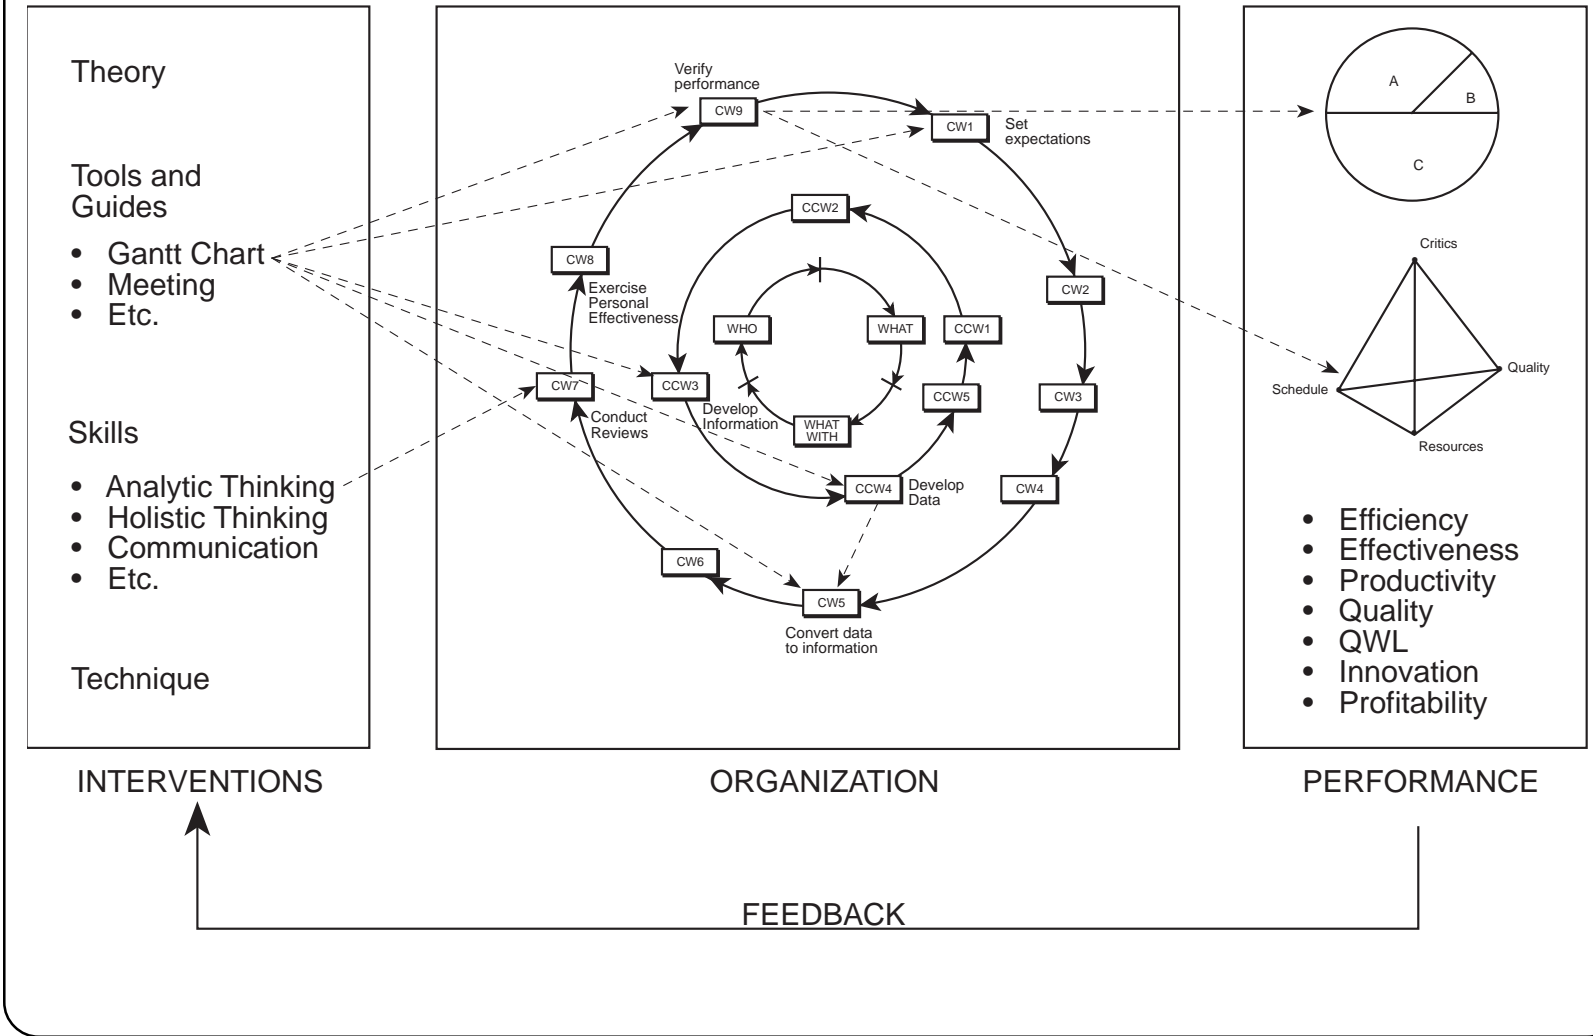 Theory
Tools and
Guides
• Gantt Chart
• Meeting
• Etc.
Skills
• Analytic Thinking
• Holistic Thinking
• Communication
• Etc.
Technique
INTERVENTIONS
Verify
performance
CW9
CW1
Set
expectations
CCW2
CW8
Exercise
Personal
Effectiveness
CW2
WHO
WHAT
CCW1
CW7
CCW3
CCW5
CW3
Conduct
Reviews
Develop
Information
WHAT
WITH
CCW4
Develop
Data
CW4
CW6
CW5
Convert data
to information
ORGANIZATION
A
B
C
Critics
Schedule
Quality
Resources
• Efficiency
• Effectiveness
• Productivity
• Quality
• QWL
• Innovation
• Profitability
PERFORMANCE
FEEDBACK